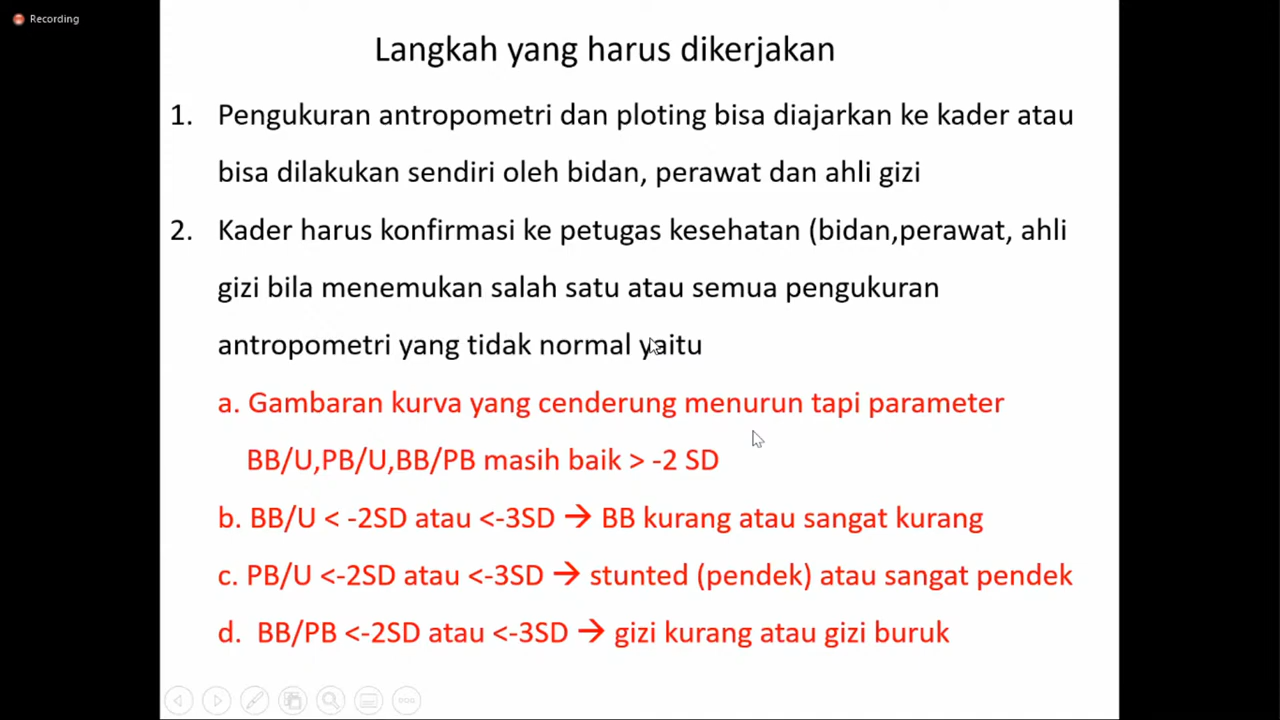 Recording
Langkah yang harus dikerjakan
1. Pengukuran antropometri dan ploting bisa diajarkan ke kader atau
bisa dilakukan sendiri oleh bidan, perawat dan ahli gizi
2. Kader harus konfirmasi ke petugas kesehatan (bidan,perawat, ahli
gizi bila menemukan salah satu atau semua pengukuran
antropometri yang tidak normal yaitu
a. Gambaran kurva yang cenderung menurun tapi parameter
BB/U,PB/U,BB/PB masih baik > -2 SD
b. BB/U < -2SD atau <-3SD → BB kurang atau sangat kurang
c. PB/U <-2SD atau <-3SD → stunted (pendek) atau sangat pendek
d. BB/PB <-2SD atau <-3SD → gizi kurang atau gizi buruk